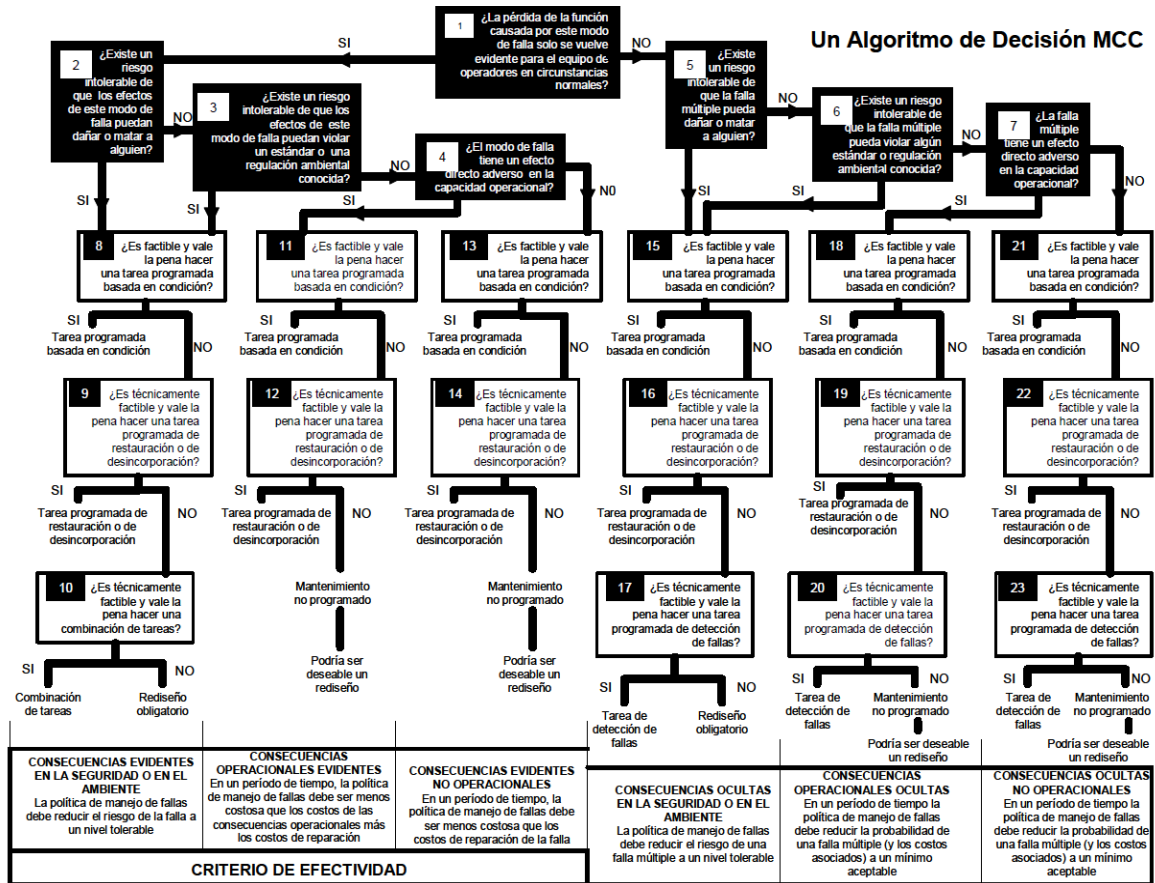 Un Algoritmo de Decisión MCC
1
¿La pérdida de la función
causada por este modo
de falla solo se vuelve
evidente para el equipo de
operadores en circunstancias
normales?
SI
NO
2
¿Existe un
riesgo
intolerable de
que los efectos
de este modo de
falla puedan
dañar o matar a
alguien?
NO
SI
3
¿Existe un riesgo
intolerable de que los
efectos de este
modo de falla puedan violar
un estándar o una
regulación ambiental
conocida?
NO
SI
4
¿El modo de falla
tiene un efecto
directo adverso en la
capacidad operacional?
SI
N0
5
¿Existe
un riesgo
intolerable de
que la falla
múltiple pueda
dañar o matar
a alguien?
NO
SI
6
¿Existe un riesgo
intolerable de
que la falla múltiple
pueda violar algún
estándar o regulación
ambiental conocida?
NO
SI
7
¿La falla
múltiple
tiene un efecto
directo adverso
en la capacidad
operacional?
SI
NO
8
¿Es factible y vale
la pena hacer
una tarea programada
basada en condición?
SI
Tarea programada
basada en condición
NO
11
¿Es factible y vale
la pena hacer
una tarea programada
basada en condición?
SI
Tarea programada
basada en condición
NO
13
¿Es factible y vale
la pena hacer
una tarea programada
basada en condición?
SI
Tarea programada
basada en condición
NO
15
¿Es factible y vale
la pena hacer
una tarea programada
basada en condición?
SI
Tarea programada
basada en condición
NO
18
¿Es factible y vale
la pena hacer
una tarea programada
basada en condición?
SI
Tarea programada
basada en condición
NO
21
¿Es factible y vale
la pena hacer
una tarea programada
basada en condición?
SI
Tarea programada
basada en condición
NO
9
¿Es técnicamente
factible y vale la
pena hacer una tarea
programada de
restauración o de
desincorporación?
SI
Tarea programada de
restauración o de
desincorporación
NO
12
¿Es técnicamente
factible y vale la
pena hacer una tarea
programada de
restauración o de
desincorporación?
SI
Tarea programada de
restauración o de
desincorporación
NO
14
¿Es técnicamente
factible y vale la
pena hacer una tarea
programada de
restauración o de
desincorporación?
SI
Tarea programada de
restauración o de
desincorporación
NO
16
¿Es técnicamente
factible y vale la
pena hacer una tarea
programada de
restauración o de
desincorporación?
SI
Tarea programada de
restauración o de
desincorporación
NO
19
¿Es técnicamente
factible y vale la
pena hacer una tarea
programada de
restauración o de
desincorporación?
SI
Tarea programada de
restauración o de
desincorporación
NO
22
¿Es técnicamente
factible y vale la
pena hacer una tarea
programada de
restauración o de
desincorporación?
SI
Tarea programada de
restauración o de
desincorporación
NO
10
¿Es técnicamente
factible y vale la
pena hacer una
combinación de tareas?
SI
Combinación
de tareas
NO
Rediseño
obligatorio
Mantenimiento
no programado
Podría ser
deseable un
rediseño
Mantenimiento
no programado
Podría ser
deseable un
rediseño
17
¿Es técnicamente
factible y vale la
pena hacer una tarea
programada de detección
de fallas?
SI
Tarea de
detección de
fallas
NO
Rediseño
obligatorio
20
¿Es técnicamente
factible y vale la
pena hacer una tarea
programada de detección
de fallas?
SI
Tarea de
detección de
fallas
NO
Mantenimiento
no programado
Podría ser deseable
un rediseño
23
¿Es técnicamente
factible y vale la
pena hacer una tarea
programada de detección
de fallas?
SI
Tarea de
detección de
fallas
NO
Mantenimiento
no programado
Podría ser deseable
un rediseño
CONSECUENCIAS EVIDENTES
EN LA SEGURIDAD O EN EL
AMBIENTE
La política de manejo de fallas
debe reducir el riesgo de la falla a
un nivel tolerable
CONSECUENCIAS
OPERACIONALES EVIDENTES
En un período de tiempo, la política
de manejo de fallas debe ser menos
costosa que los costos de las
consecuencias operacionales más
los costos de reparación
CONSECUENCIAS EVIDENTES
NO OPERACIONALES
En un período de tiempo, la
política de manejo de fallas debe
ser menos costosa que los
costos de reparación de la falla
CONSECUENCIAS OCULTAS
EN LA SEGURIDAD O EN EL
AMBIENTE
La política de manejo de fallas
debe reducir el riesgo de una
falla múltiple a un nivel tolerable
CONSECUENCIAS
OPERACIONALES OCULTAS
En un período de tiempo la
política de manejo de fallas
debe reducir la probabilidad de
una falla múltiple (y los costos
asociados) a un mínimo
aceptable
CONSECUENCIAS OCULTAS
NO OPERACIONALES
En un período de tiempo la
política de manejo de fallas
debe reducir la probabilidad de
una falla múltiple (y los costos
asociados) a un mínimo
aceptable
CRITERIO DE EFECTIVIDAD